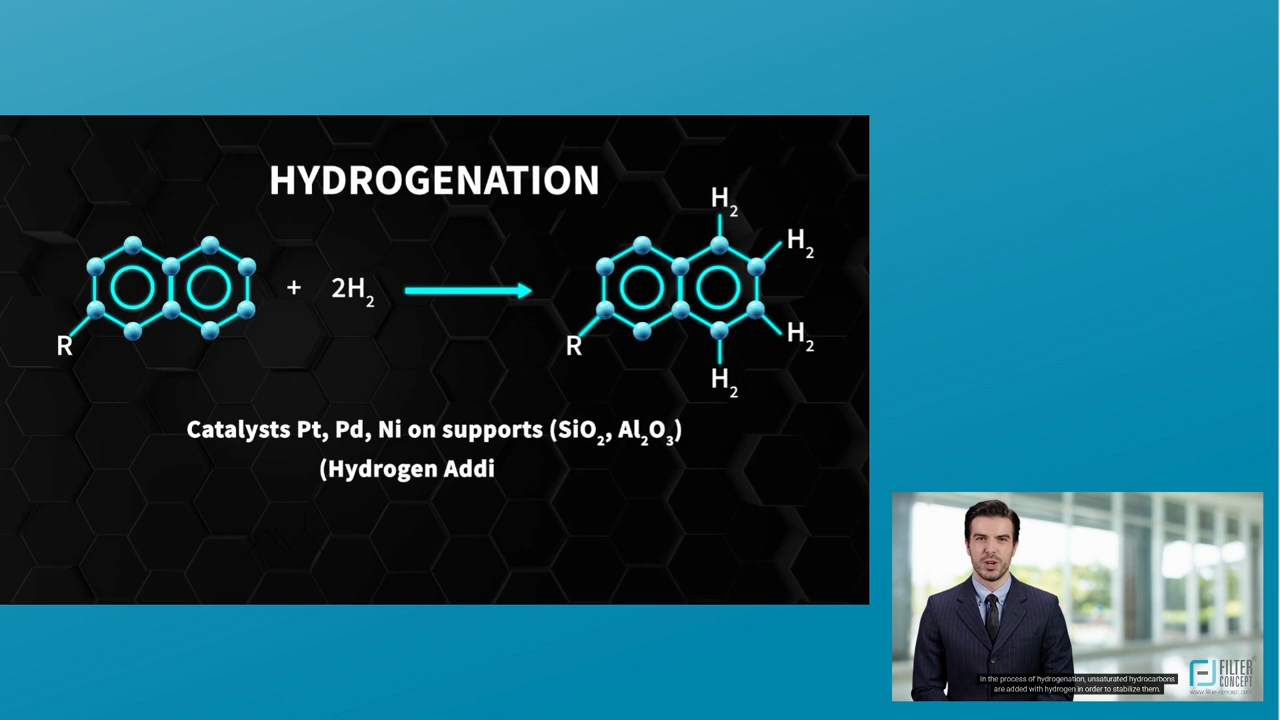 HYDROGENATION
H2
H2
+ 2H2
H2
R
R
H2
Catalysts Pt, Pd, Ni on supports (SiO2, Al2O3)
(Hydrogen Addi
In the process of hydrogenation, unsaturated hydrocarbons
are added with hydrogen in order to stabilize them.
FILTER
CONCEPT
www.filter-concept.com